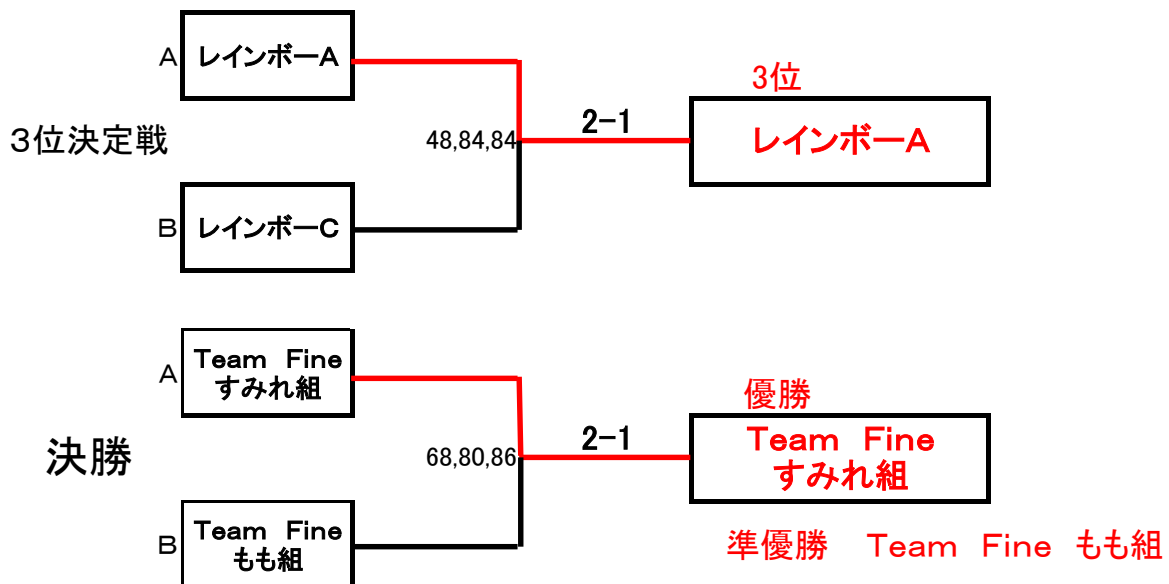 A
レインボーA
3位
3位決定戦
48,84,84
2-1
レインボーA
B
レインボーC
A
Team Fine
すみれ組
優勝
決勝
68,80,86
2-1
Team Fine
すみれ組
B
Team Fine
もも組
準優勝 Team Fine もも組